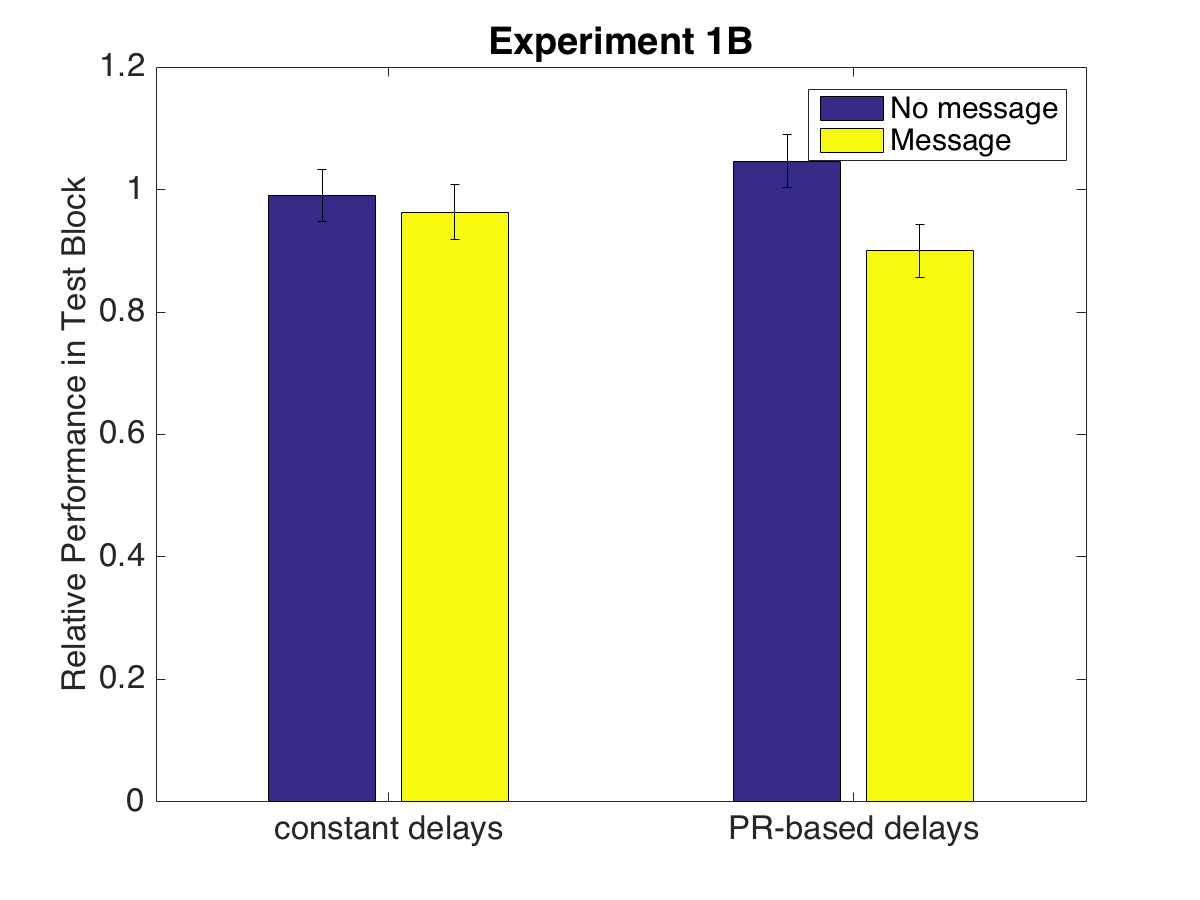 Experiment 1B
1.2
1
0.8
0.6
0.4
0.2
0
Relative Performance in Test Block
No message
Message
constant delays
PR-based delays